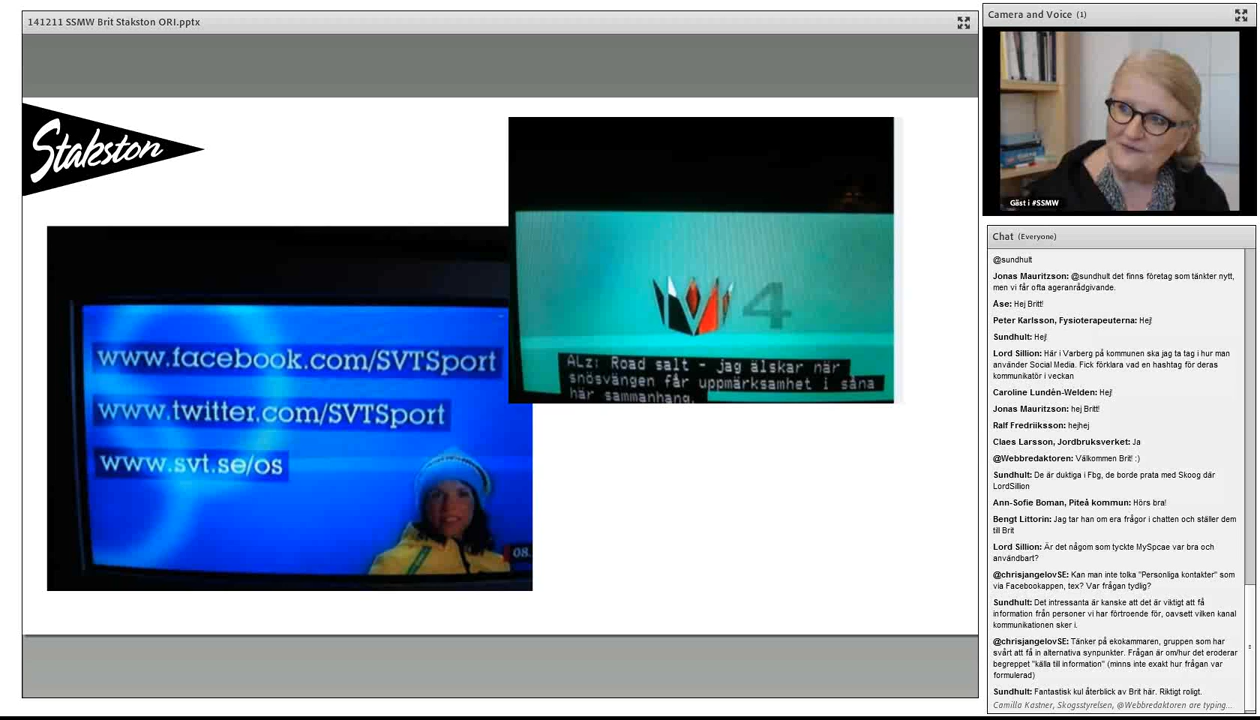 141211 SSMW Brit Stakston ORI.pptx
Stakston
www.facebook.com/SVTSport
www.twitter.com/SVTSport
www.svt.se/os
08.
4
ALz: Road salt - jag älskar när
snösvängen får uppmärksamhet i såna
här sammanhang.
Camera and Voice (1)
Gäst i #SSMW
Chat (Everyone)
@sundhult
Jonas Mauritzson: @sundhult det finns företag som tänkter nytt,
men vi får ofta ageranrådgivande.
Åse: Hej Britt!
Peter Karlsson, Fysioterapeuterna: Hej!
Sundhult: Hej!
Lord Sillion: Här i Varberg på kommunen ska jag ta tag i hur man
använder Social Media. Fick förklara vad en hashtag för deras
kommunikatör i veckan
Caroline Lundén-Welden: Hej!
Jonas Mauritzson: hej Britt!
Ralf Fredriiksson: hejhej
Claes Larsson, Jordbruksverket: Ja
@Webbredaktoren: Välkommen Brit! :)
Sundhult: De är duktiga i Fbg, de borde prata med Skoog där
LordSillion
Ann-Sofie Boman, Piteå kommun: Hörs bra!
Bengt Littorin: Jag tar han om era frågor i chatten och ställer dem
till Brit
Lord Sillion: Är det någom som tyckte MySpcae var bra och
användbart?
@chrisjangelovSE: Kan man inte tolka "Personliga kontakter" som
via Facebookappen, tex? Var frågan tydlig?
Sundhult: Det intressanta är kanske att det är viktigt att få
information från personer vi har förtroende för, oavsett vilken kanal
kommunikationen sker i.
@chrisjangelovSE: Tänker på ekokammaren, gruppen som har
svårt att få in alternativa synpunkter. Frågan är om/hur det eroderar
begreppet "källa till information" (minns inte exakt hur frågan var
formulerad)
Sundhult: Fantastisk kul återblick av Brit här. Riktigt roligt.
Camilla Kastner, Skogsstyrelsen, @Webbredaktoren are typing...